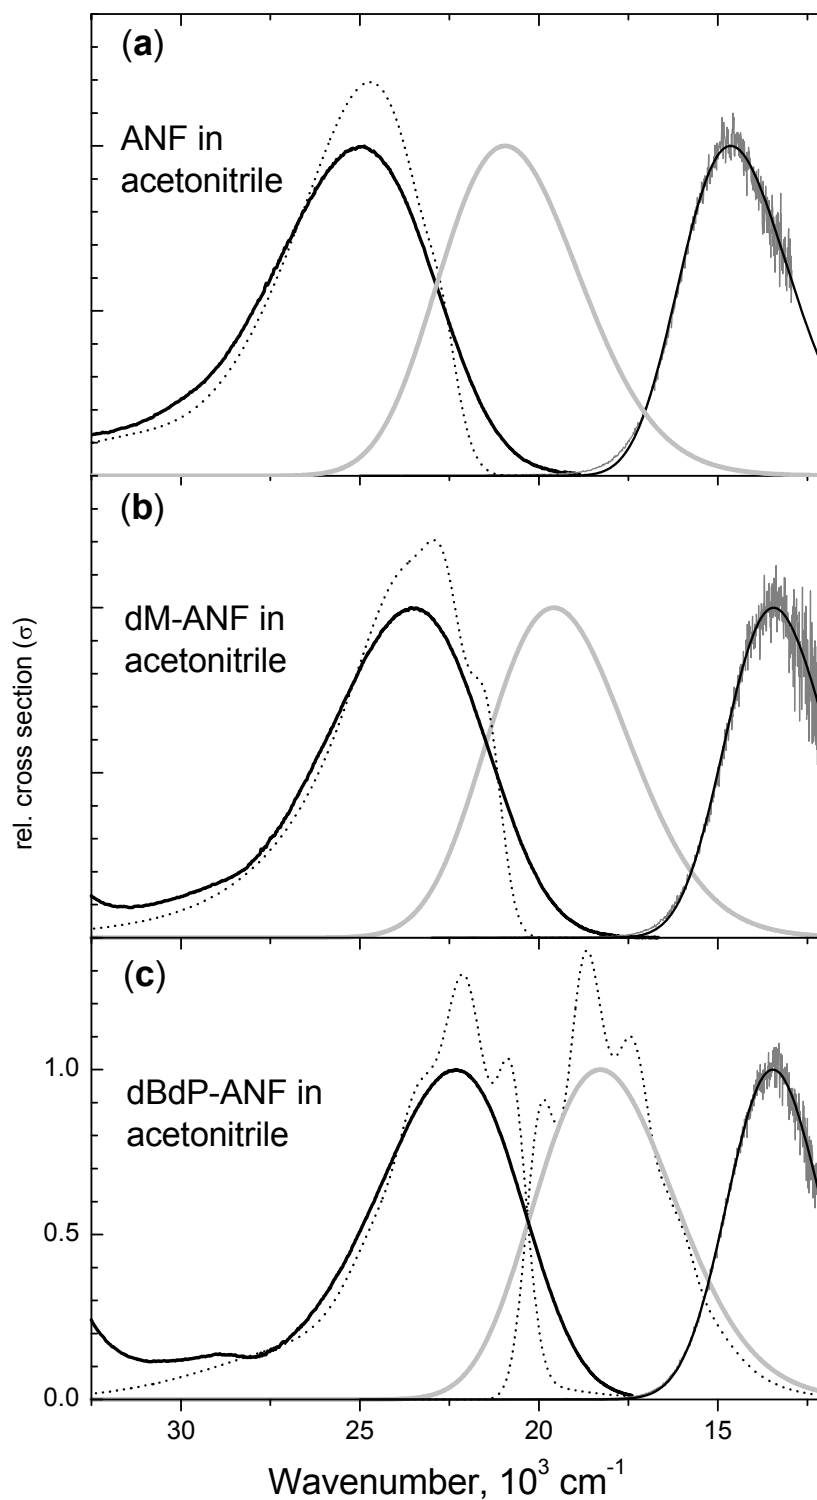 (a)
ANF in
acetonitrile
(b)
dM-ANF in
acetonitrile
rel. cross section (σ)
(c)
dBdP-ANF in
acetonitrile
1.0
0.5
0.0
30 25 20 15
Wavenumber, 10³ cm⁻¹